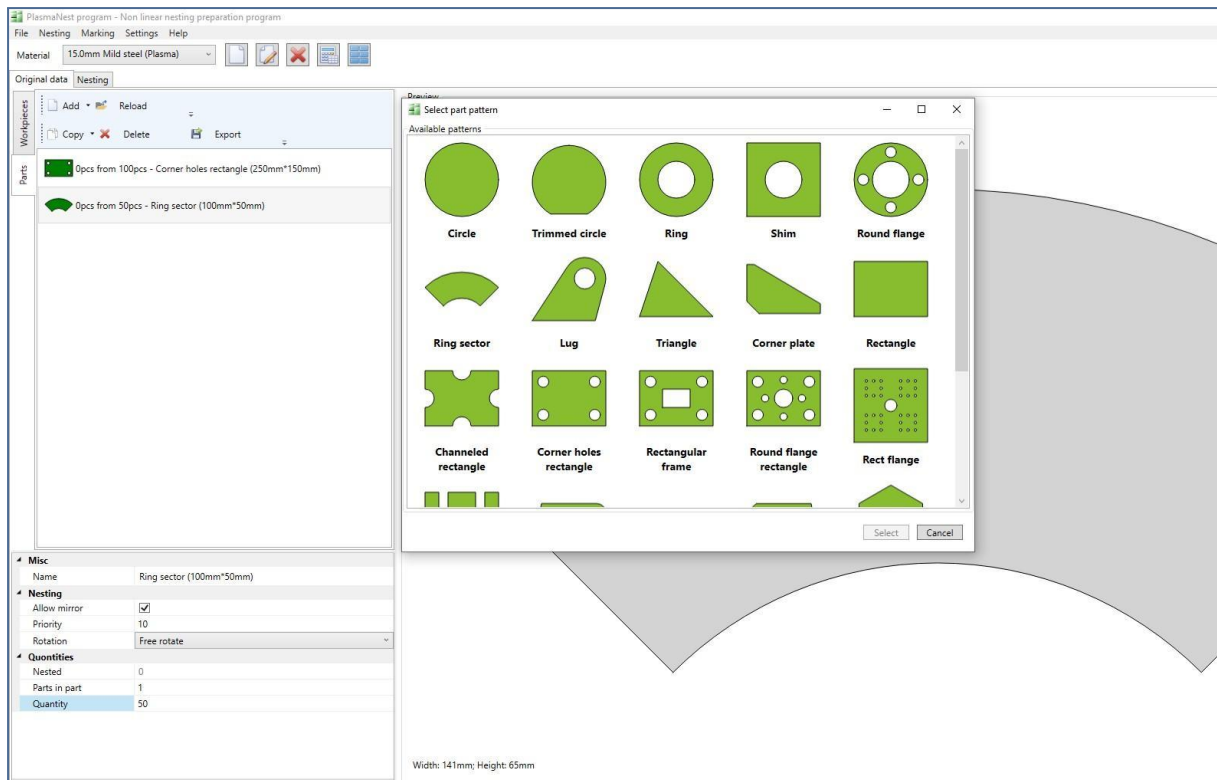 PlasmaNest program - Non linear nesting preparation program
File Nesting Marking Settings Help
Material 15.0mm Mild steel (Plasma)
Original data Nesting
Workpieces
Parts
Add Reload
Copy Delete Export
0pcs from 100pcs - Corner holes rectangle (250mm*150mm)
0pcs from 50pcs - Ring sector (100mm*50mm)
Misc
Name Ring sector (100mm*50mm)
Nesting
Allow mirror
Priority 10
Rotation Free rotate
Quontities
Nested 0
Parts in part 1
Quantity 50
Preview
Select part pattern
Available patterns
Circle Trimmed circle Ring Shim Round flange
Ring sector Lug Triangle Corner plate Rectangle
Channeled rectangle Corner holes rectangle Rectangular frame Round flange rectangle Rect flange
Select Cancel
Width: 141mm; Height: 65mm